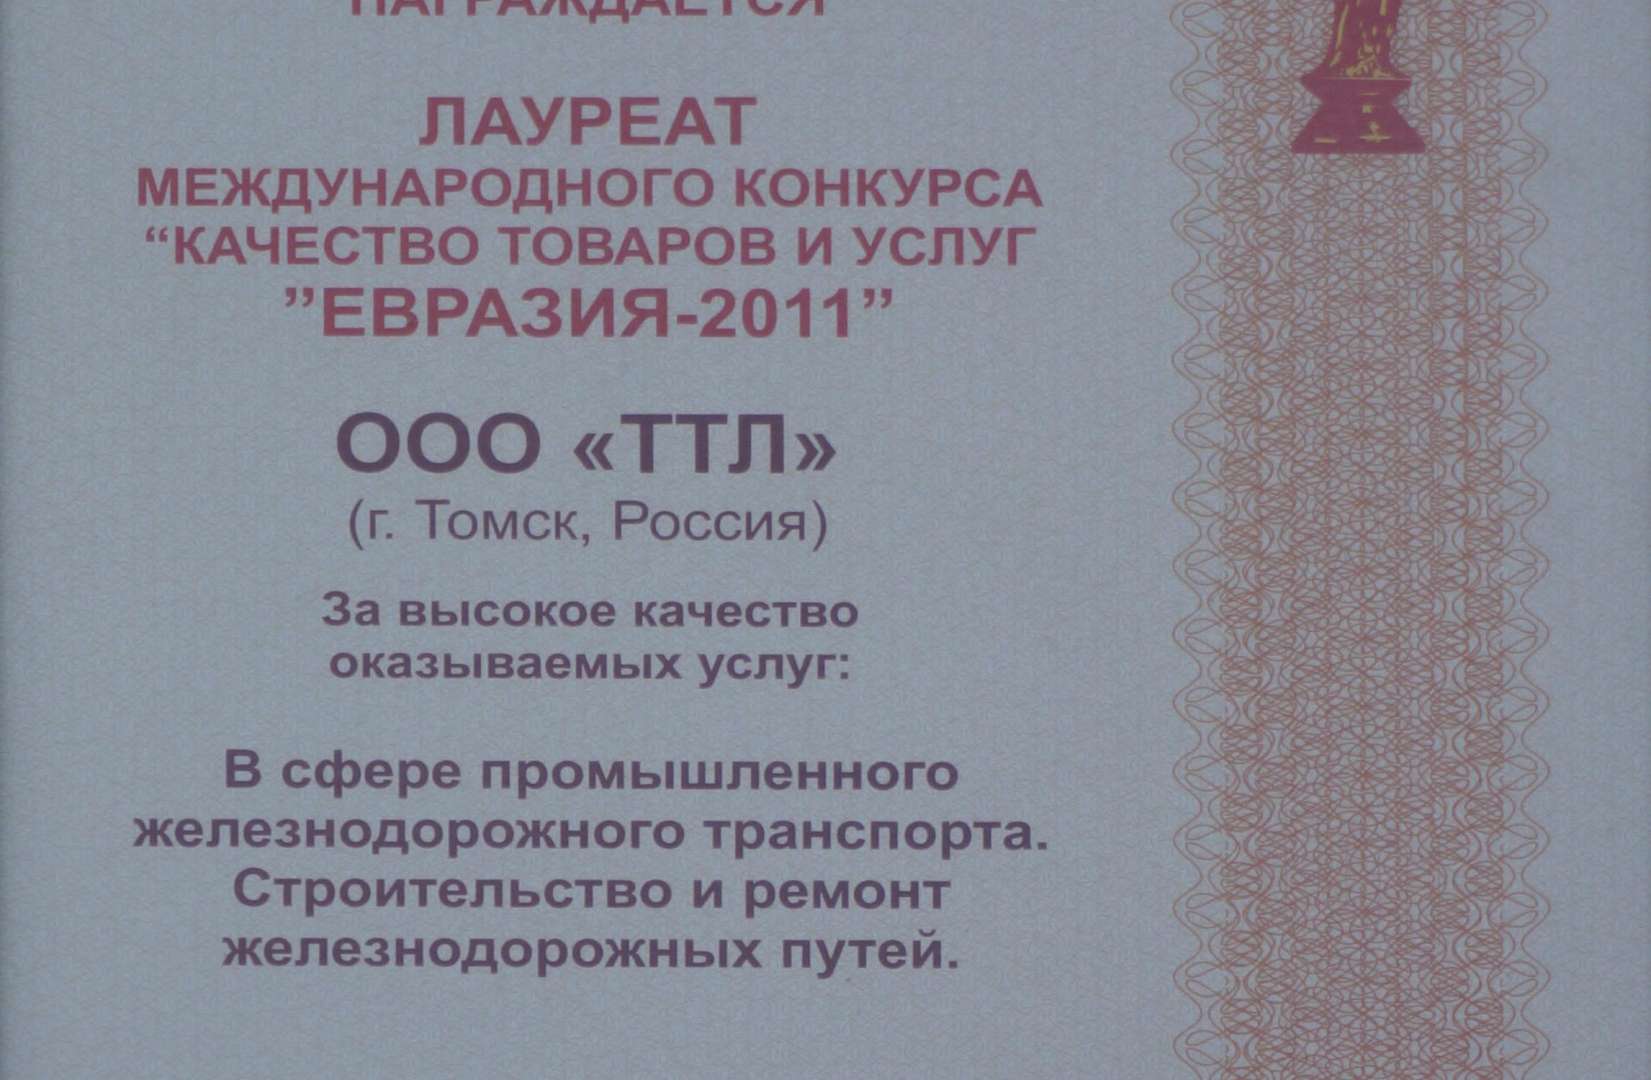 НАГРАЖДАЕТСЯ
ЛАУРЕАТ
МЕЖДУНАРОДНОГО КОНКУРСА
“КАЧЕСТВО ТОВАРОВ И УСЛУГ
”ЕВРАЗИЯ-2011”
ООО «ТТЛ»
(г. Томск, Россия)
За высокое качество
оказываемых услуг:
В сфере промышленного
железнодорожного транспорта.
Строительство и ремонт
железнодорожных путей.